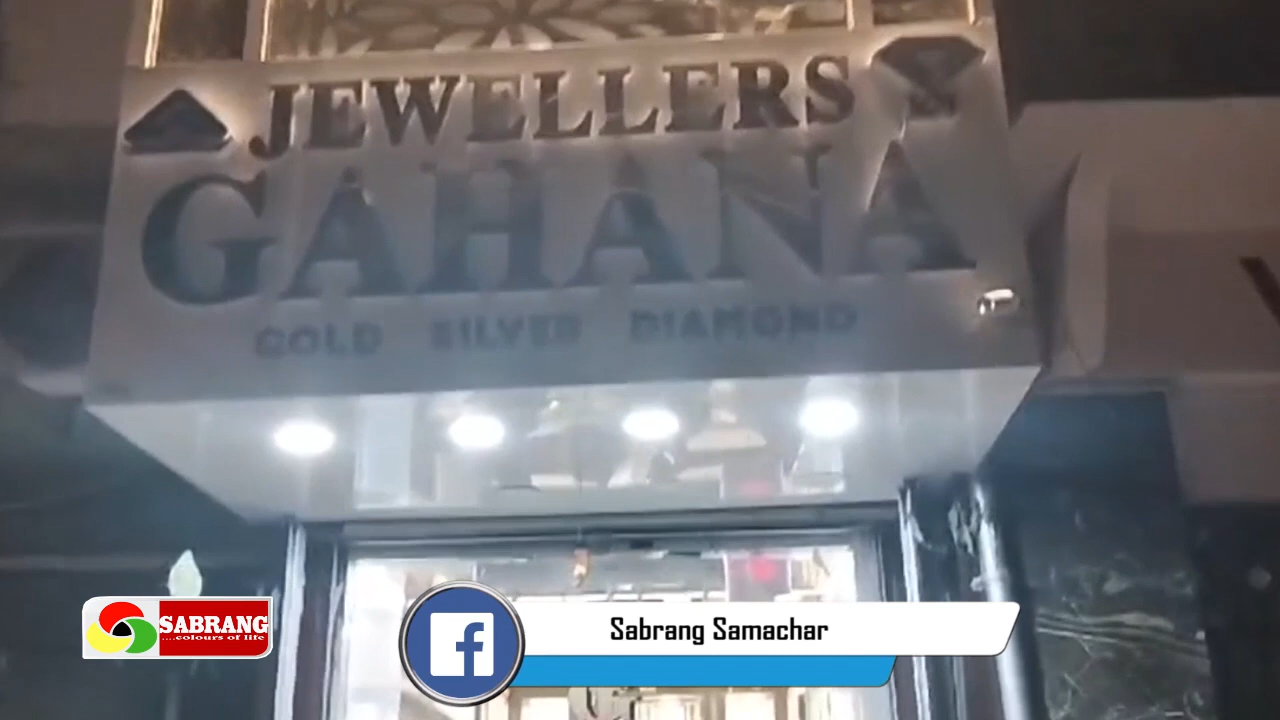 JEWELLERS
GAHANA
GOLD SILVER DIAMOND
SABRANG
....colours of life
Sabrang Samachar